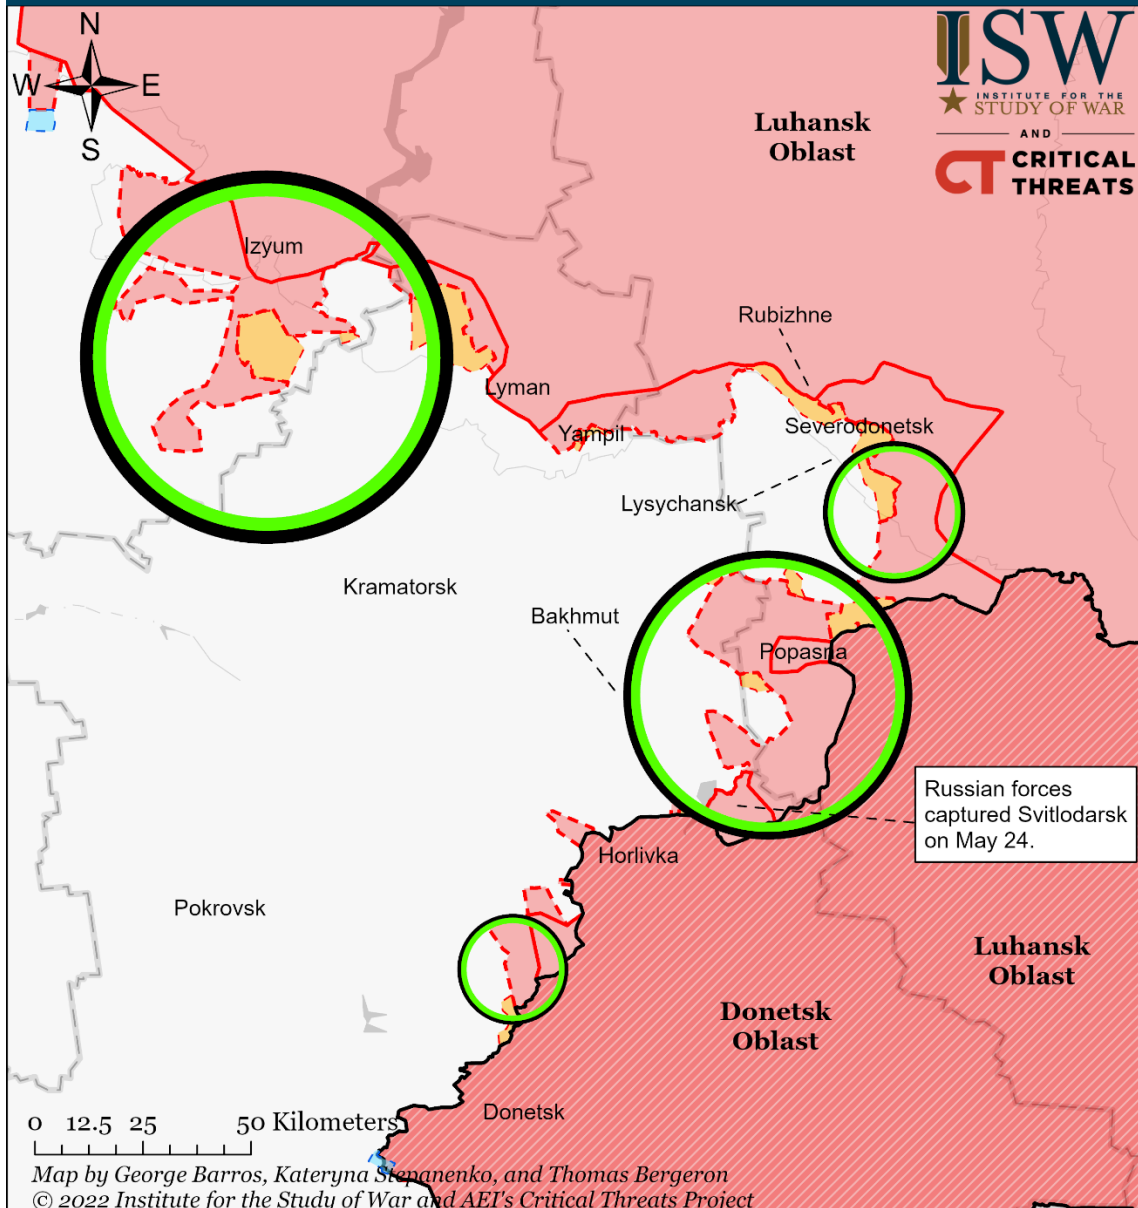 N
W
E
S
ISW
INSTITUTE FOR THE
STUDY OF WAR
AND
CT CRITICAL
THREATS
Luhansk
Oblast
Izyum
Rubizhne
Lyman
Severodonetsk
Yampil
Lysychansk
Kramatorsk
Bakhmut
Popasna
Russian forces
captured Svitlodarsk
on May 24.
Horlivka
Pokrovsk
Luhansk
Oblast
Donetsk
Oblast
Donetsk
0 12.5 25 50 Kilometers
Map by George Barros, Kateryna Stepanenko, and Thomas Bergeron
© 2022 Institute for the Study of War and AEI's Critical Threats Project